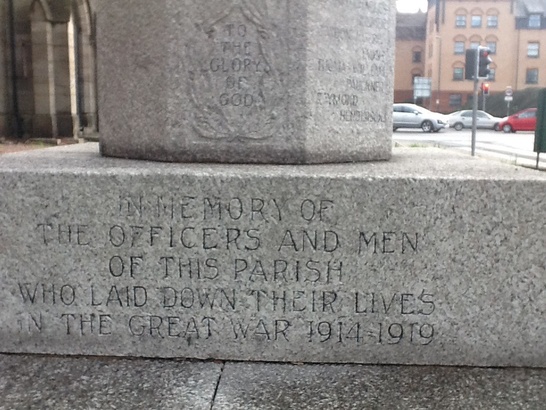 TO
THE
GLORY
OF
GOD
IN MEMORY OF
THE OFFICERS AND MEN
OF THIS PARISH
WHO LAID DOWN THEIR LIVES
IN THE GREAT WAR 1914-1919